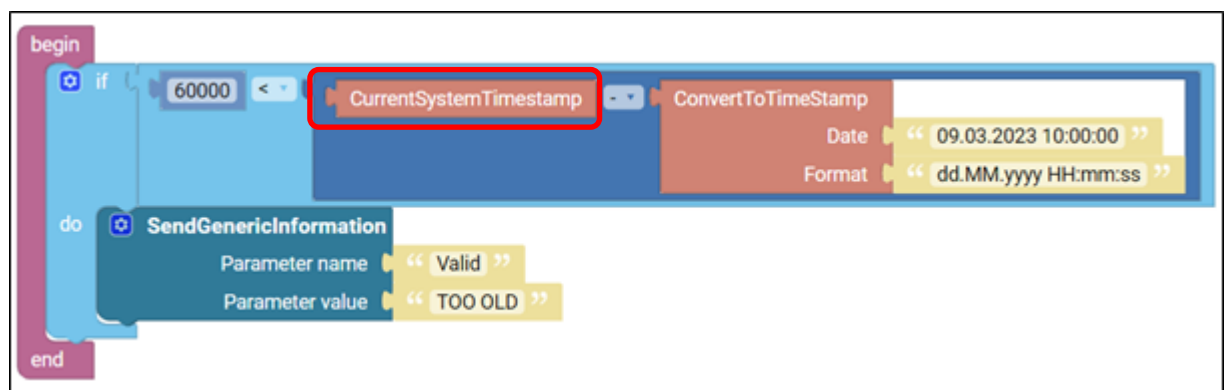 begin
if 60000 < CurrentSystemTimestamp - ConvertToTimeStamp
Date “ 09.03.2023 10:00:00 ”
Format “ dd.MM.yyyy HH:mm:ss ”
do SendGenericInformation
Parameter name “ Valid ”
Parameter value “ TOO OLD ”
end